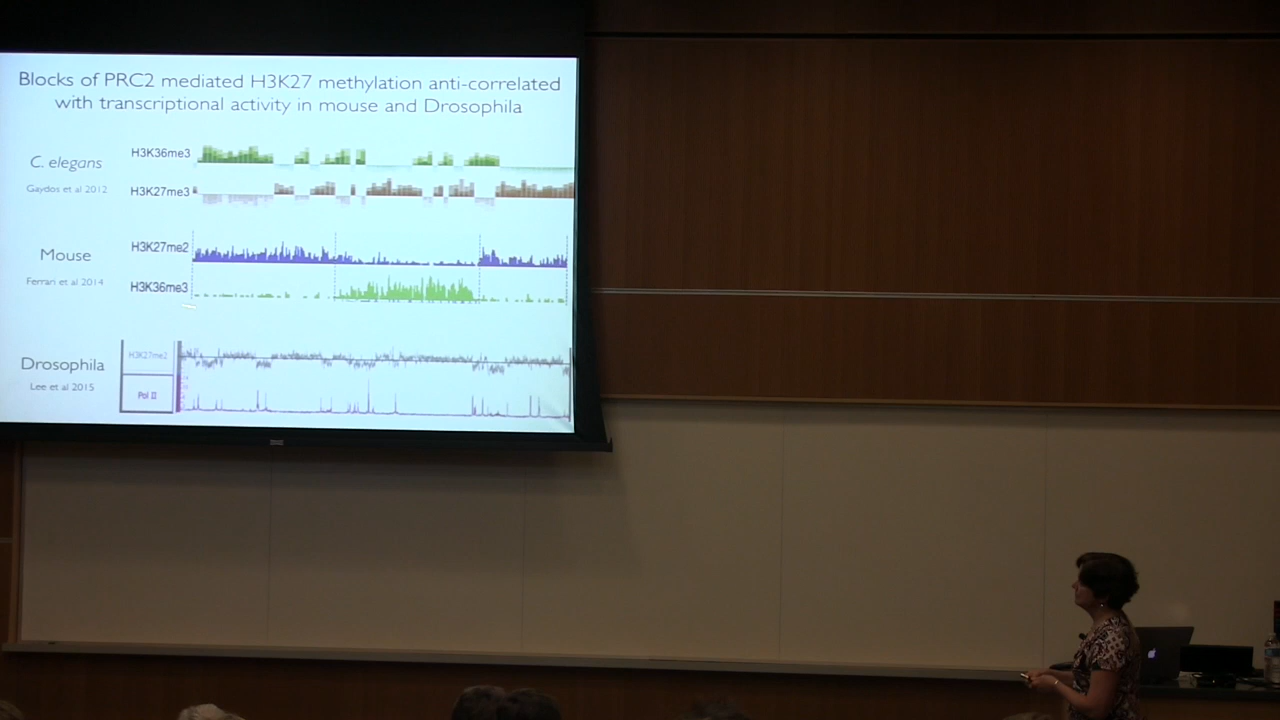 Blocks of PRC2 mediated H3K27 methylation anti-correlated
with transcriptional activity in mouse and Drosophila
C. elegans
Gaydos et al 2012
H3K36me3
H3K27me3
Mouse
Ferrari et al 2014
H3K27me2
H3K36me3
Drosophila
Lee et al 2015
H3K27me2
Pol II